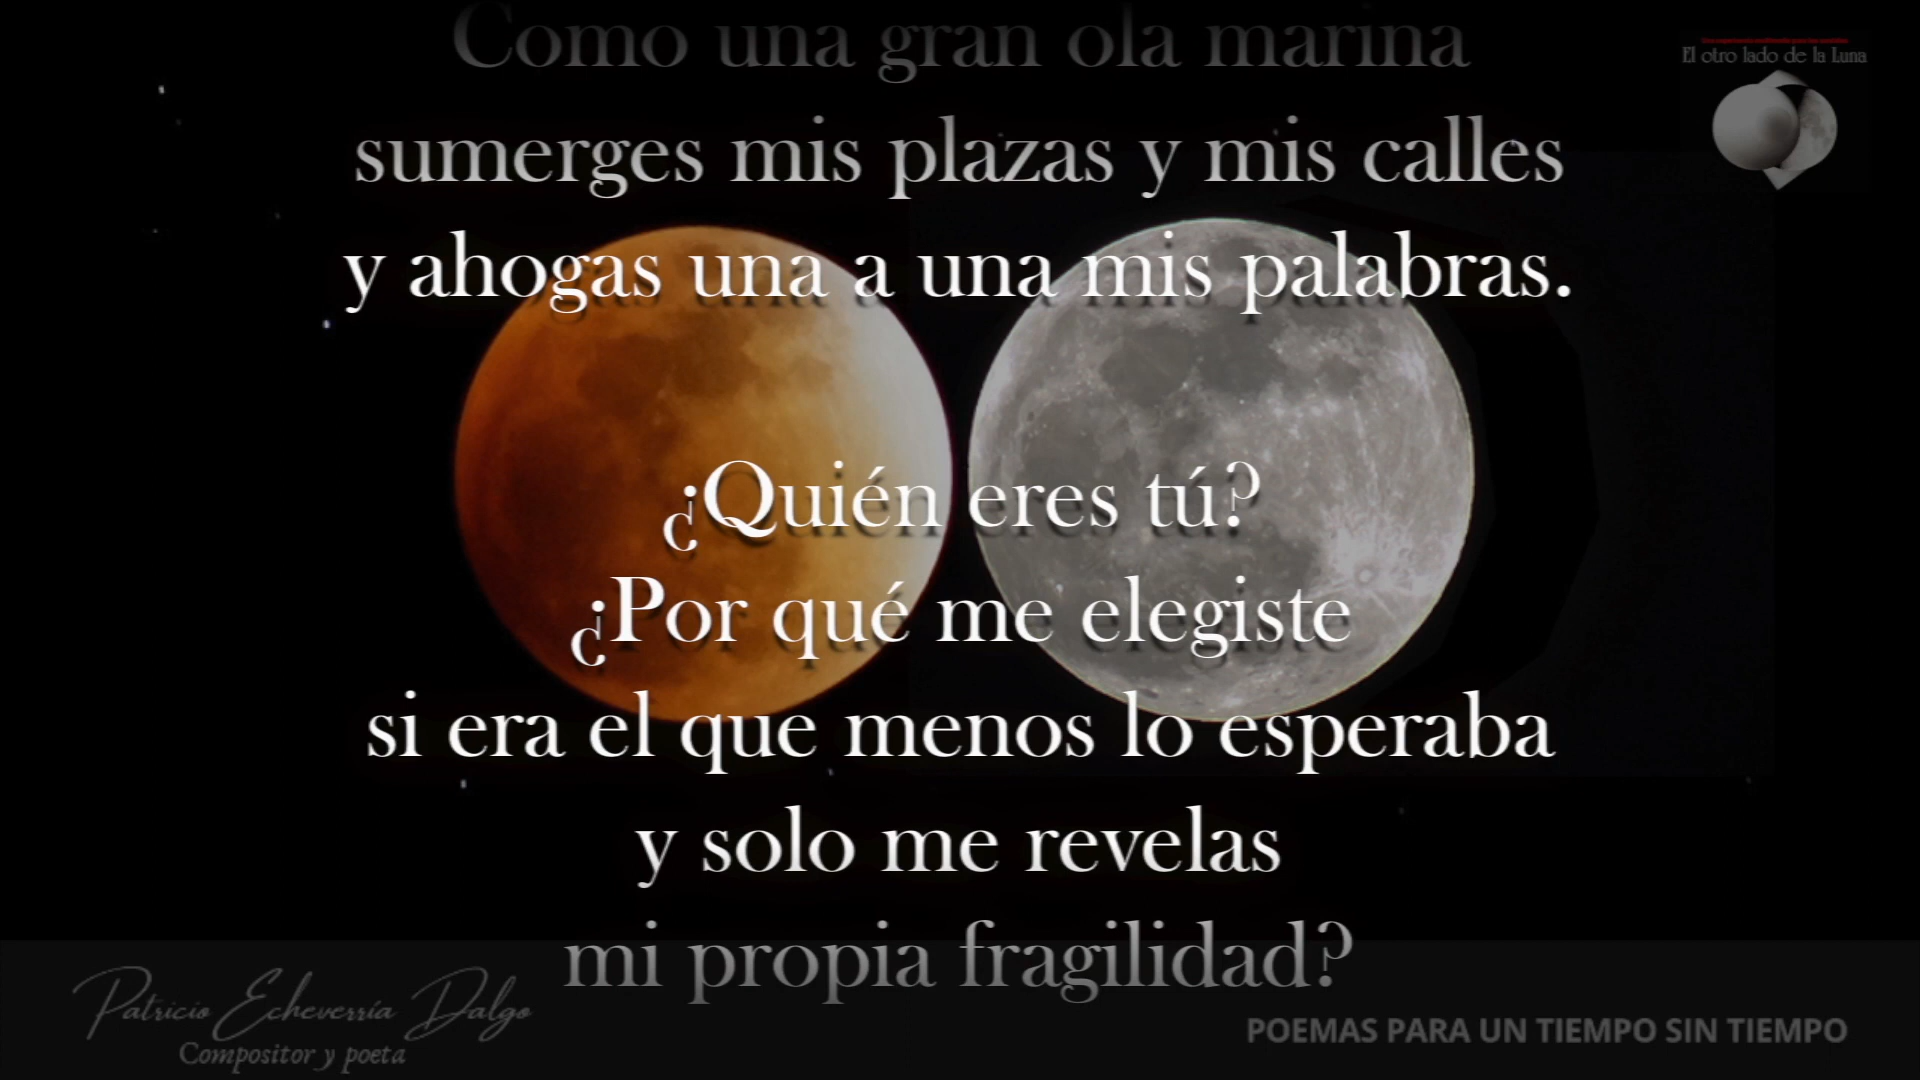 Como una gran ola marina
El otro lado de la Luna
sumerges mis plazas y mis calles
y ahogas una a una mis palabras.
¿Quién eres tú?
¿Por qué me elegiste
si era el que menos lo esperaba
y solo me revelas
mi propia fragilidad?
Patricio Echeverría Dalgo
Compositor y poeta
POEMAS PARA UN TIEMPO SIN TIEMPO